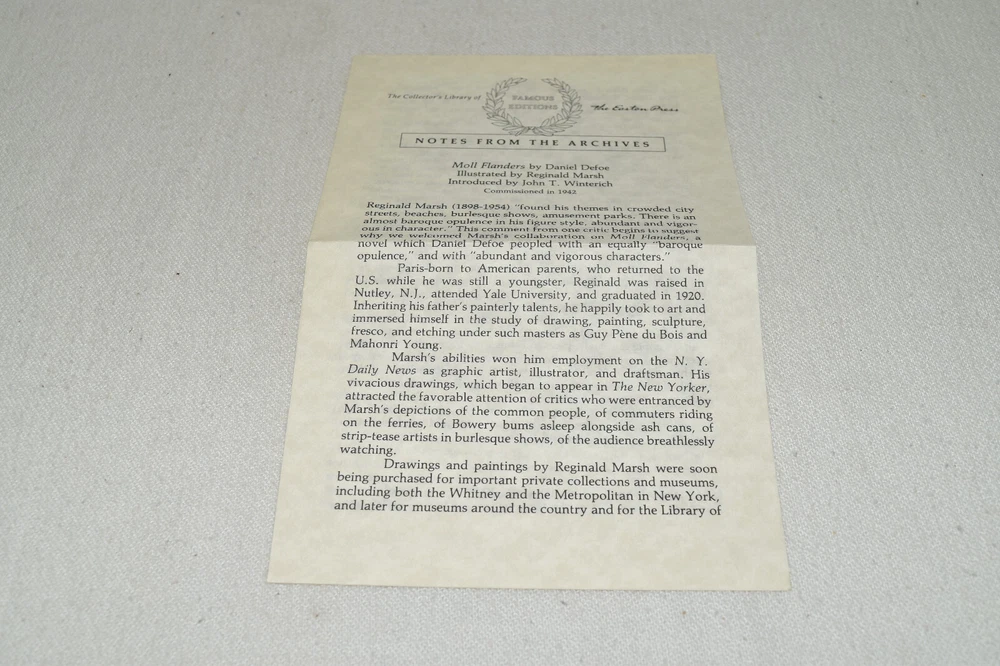 The Collector's Library of
FAMOUS
EDITIONS
The Easton Press
NOTES FROM THE ARCHIVES
Moll Flanders by Daniel Defoe
Illustrated by Reginald Marsh
Introduced by John T. Winterich
Commissioned in 1942
Reginald Marsh (1898-1954) "found his themes in crowded city
streets, beaches, burlesque shows, amusement parks. There is an
almost baroque opulence in his figure style, abundant and vigor-
ous in character." This comment from one critic begins to suggest
why we welcomed Marsh's collaboration on Moll Flanders, a
novel which Daniel Defoe peopled with an equally "baroque
opulence," and with "abundant and vigorous characters."
Paris-born to American parents, who returned to the
U.S. while he was still a youngster, Reginald was raised in
Nutley, N.J., attended Yale University, and graduated in 1920.
Inheriting his father's painterly talents, he happily took to art and
immersed himself in the study of drawing, painting, sculpture,
fresco, and etching under such masters as Guy Pène du Bois and
Mahonri Young.
Marsh's abilities won him employment on the N. Y.
Daily News as graphic artist, illustrator, and draftsman. His
vivacious drawings, which began to appear in The New Yorker,
attracted the favorable attention of critics who were entranced by
Marsh's depictions of the common people, of commuters riding
on the ferries, of Bowery bums asleep alongside ash cans, of
strip-tease artists in burlesque shows, of the audience breathlessly
watching.
Drawings and paintings by Reginald Marsh were soon
being purchased for important private collections and museums,
including both the Whitney and the Metropolitan in New York,
and later for museums around the country and for the Library of